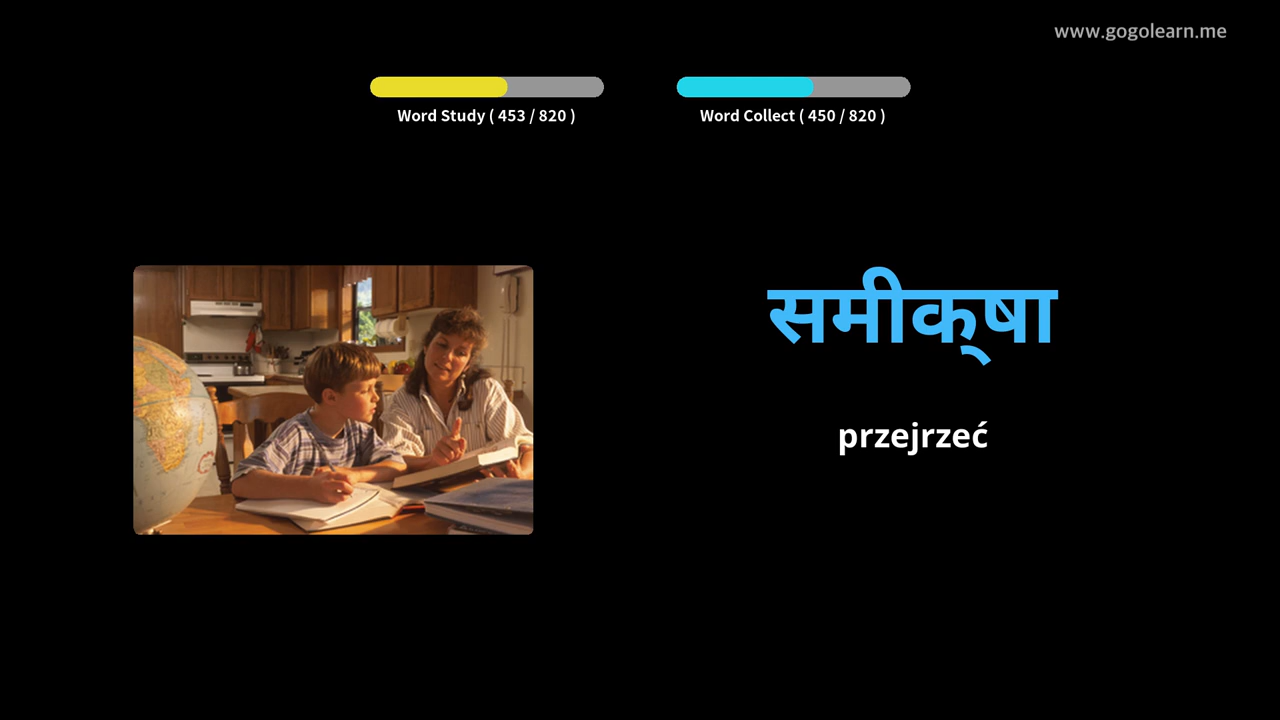 www.gogolearn.me
Word Study ( 453 / 820 )
Word Collect ( 450 / 820 )
समीक्‌षा
przejrzeć